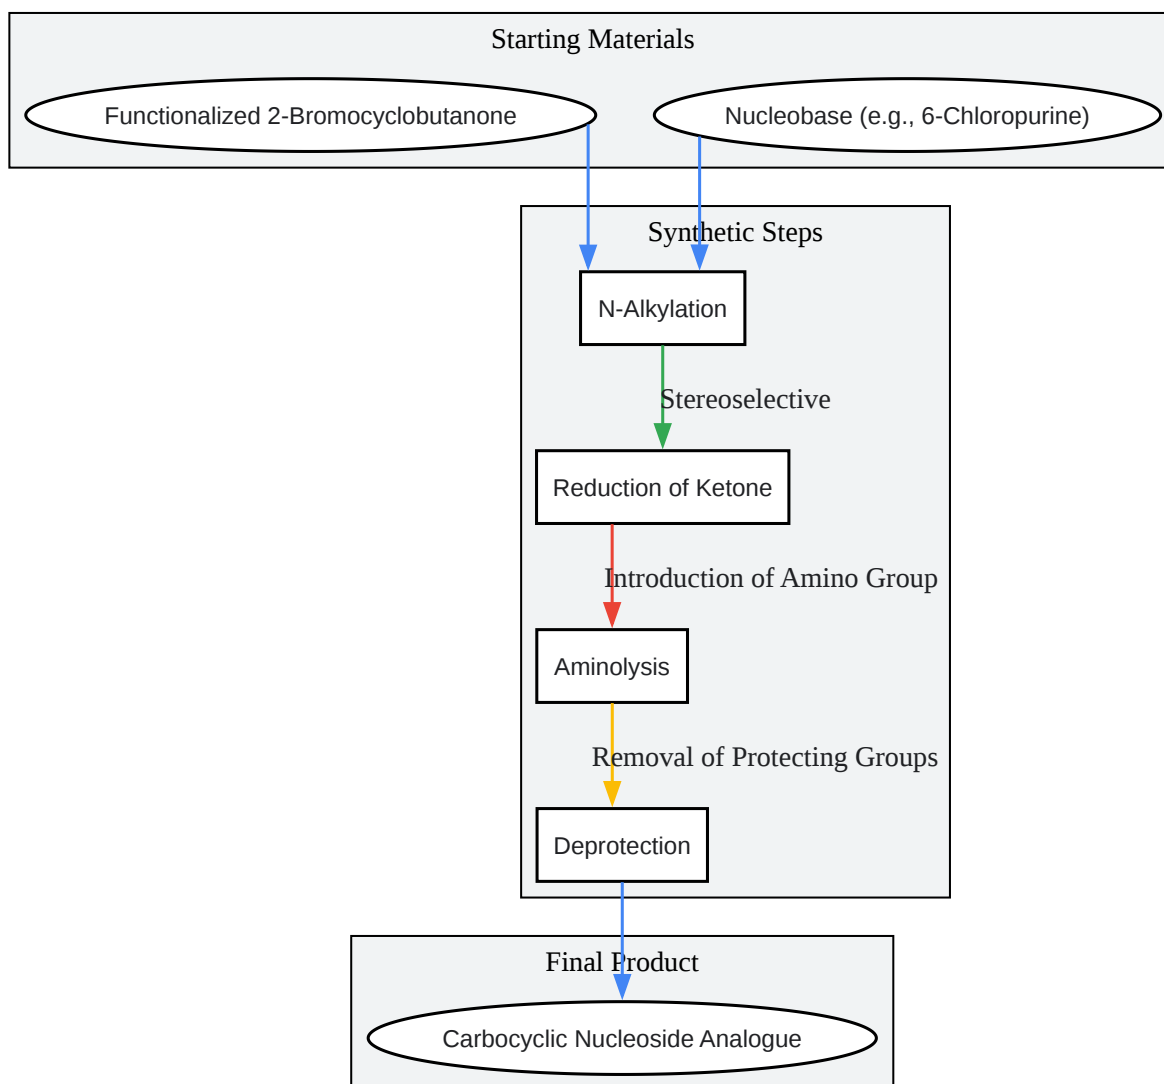 Starting Materials
Functionalized 2-Bromocyclobutanone
Nucleobase (e.g., 6-Chloropurine)
Synthetic Steps
N-Alkylation
Stereoselective
Reduction of Ketone
Introduction of Amino Group
Aminolysis
Removal of Protecting Groups
Deprotection
Final Product
Carbocyclic Nucleoside Analogue